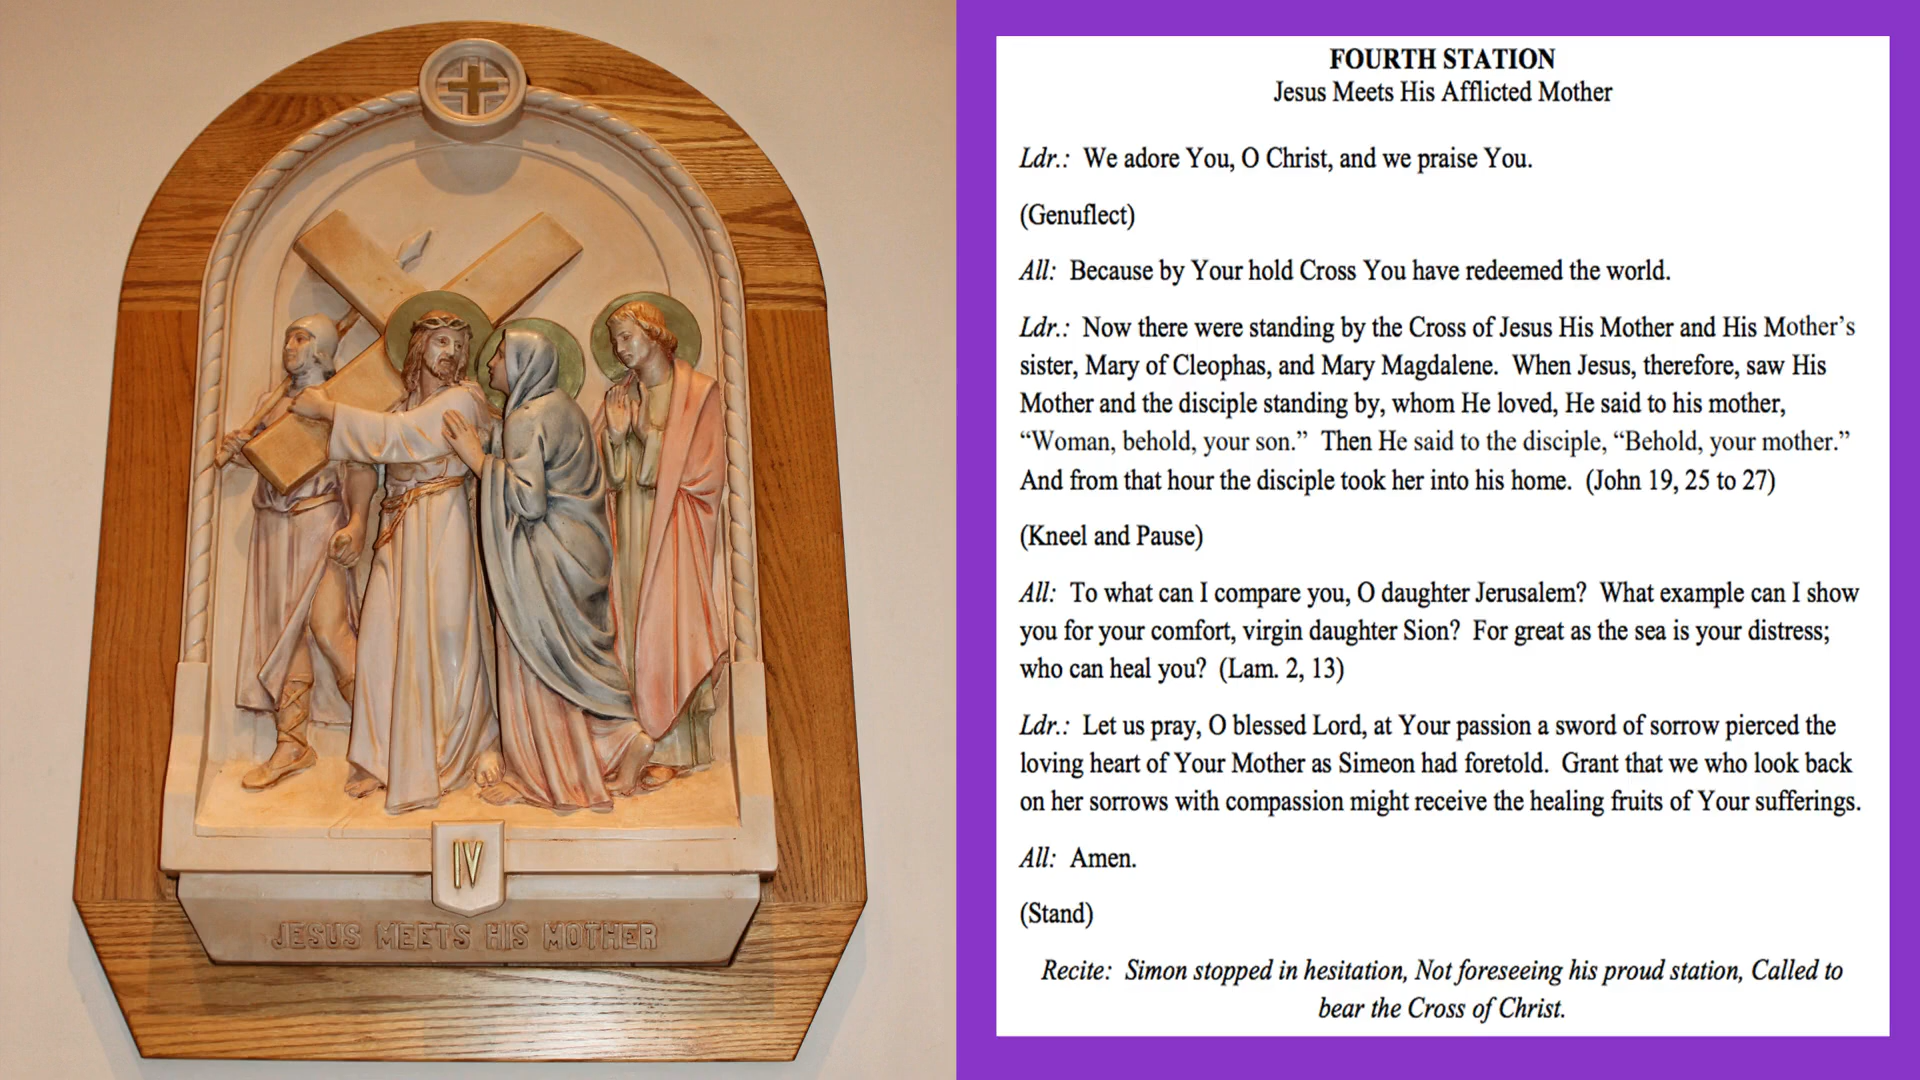 IV
JESUS MEETS HIS MOTHER
FOURTH STATION
Jesus Meets His Afflicted Mother
Ldr.: We adore You, O Christ, and we praise You.
(Genuflect)
All: Because by Your hold Cross You have redeemed the world.
Ldr.: Now there were standing by the Cross of Jesus His Mother and His Mother’s
sister, Mary of Cleophas, and Mary Magdalene. When Jesus, therefore, saw His
Mother and the disciple standing by, whom He loved, He said to his mother,
“Woman, behold, your son.” Then He said to the disciple, “Behold, your mother.”
And from that hour the disciple took her into his home. (John 19, 25 to 27)
(Kneel and Pause)
All: To what can I compare you, O daughter Jerusalem? What example can I show
you for your comfort, virgin daughter Sion? For great as the sea is your distress;
who can heal you? (Lam. 2, 13)
Ldr.: Let us pray, O blessed Lord, at Your passion a sword of sorrow pierced the
loving heart of Your Mother as Simeon had foretold. Grant that we who look back
on her sorrows with compassion might receive the healing fruits of Your sufferings.
All: Amen.
(Stand)
Recite: Simon stopped in hesitation, Not foreseeing his proud station, Called to
bear the Cross of Christ.